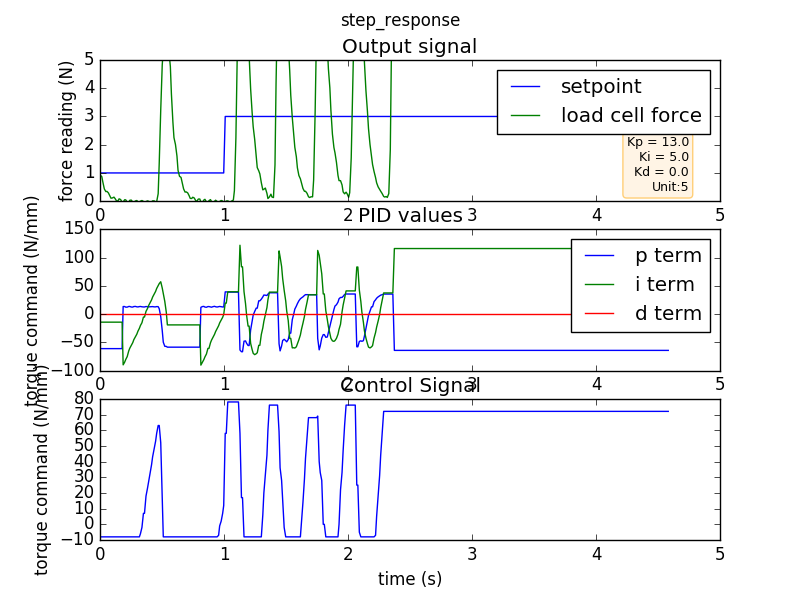 step_response
Output signal
force reading (N)
5
4
3
2
1
0
setpoint
load cell force
Kp = 13.0
Ki = 5.0
Kd = 0.0
Unit:5
0 1 2 3 4 5
PID values
torque command (N/mm)
150
100
50
0
−50
−100
p term
i term
d term
0 1 2 3 4 5
Control Signal
torque command (N/mm)
80
70
60
50
40
30
20
10
0
−10
0 1 2 3 4 5
time (s)